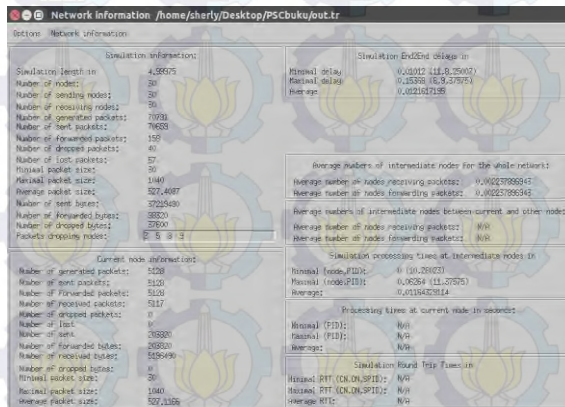 Network information /home/sherly/Desktop/PSCbuku/out.tr
Options Network information
Simulation information:
Simulation length in 4,99975
Number of nodes: 30
Number of sending nodes: 30
Number of receiving nodes: 30
Number of generated packets:
Number of sent packets: 70659
Number of forwarded packets: 159
Number of dropped packets: 40
Number of lost packets: 57
Minimal packet size: 30
Maximal packet size: 1040
Average packet size: 527,4087
Number of sent bytes: 37219490
Number of forwarded bytes:
Number of dropped bytes: 37600
Packets dropping nodes: 2 5 8 9
Current node information:
Number of generated packets: 5128
Number of sent packets: 5128
Number of forwarded packets: 5128
Number of received packets: 5117
Number of dropped packets: 0
Number of lost 0
Number of sent
Number of forwarded bytes:
Number of received bytes: 5196490
Number of dropped bytes: 0
Minimal packet size: 30
Maximal packet size: 1040
Average packet size: 527,1166
Simulation End2End delays in
Minimal delay 0,01012
Maximal delay
Average 0,0121617195
Average numbers of intermediate nodes for the whole network:
Average number of nodes receiving packets: 0,002237896943
Average number of nodes forwarding packets: 0,002237896943
Average numbers of intermediate nodes between current and other node
Average number of nodes receiving packets: N/A
Average number of nodes forwarding packets: N/A
Simulation processing times at intermediate nodes in
Minimal (node,PID): 0
Maximal (node,PID): 0,06264
Average: 0,01184329114
Processing times at current node in seconds:
Minimal (PID): N/A
Maximal (PID): N/A
Average: N/A
Simulation Round Trip Times in
Minimal RTT (CN,ON,SPID): N/A
Maximal RTT (CN,ON,SPID): N/A
Average RTT: N/A